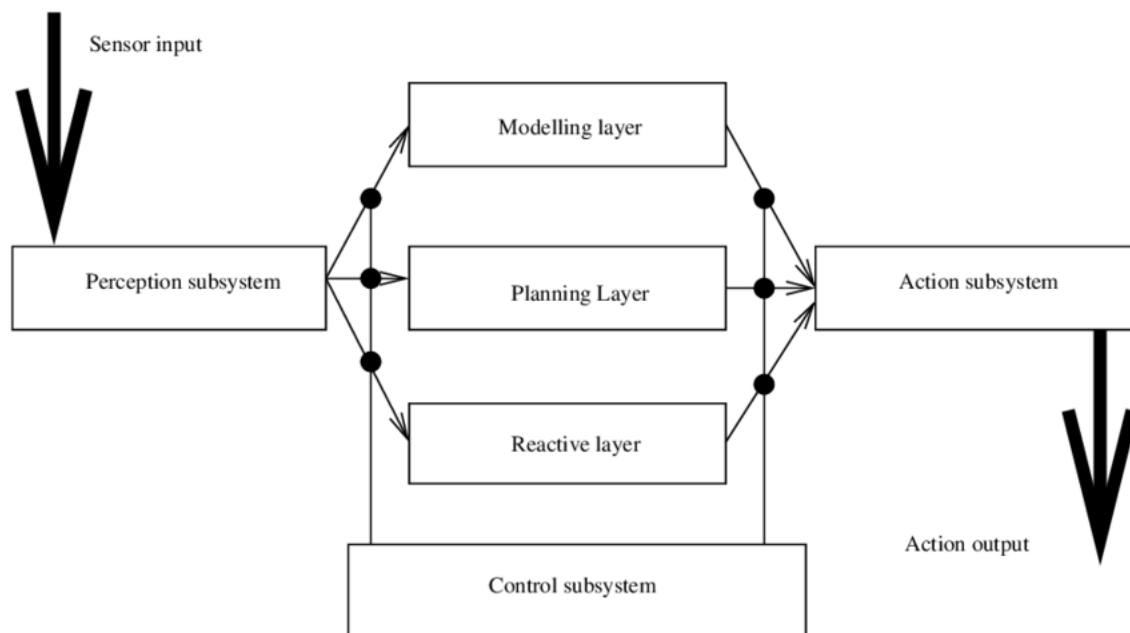 Sensor input
Modelling layer
Perception subsystem
Planning Layer
Action subsystem
Reactive layer
Action output
Control subsystem